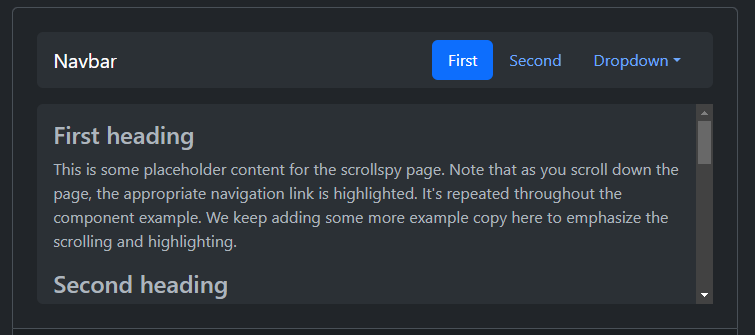 Navbar
First
Second
Dropdown
First heading
This is some placeholder content for the scrollspy page. Note that as you scroll down the
page, the appropriate navigation link is highlighted. It's repeated throughout the
component example. We keep adding some more example copy here to emphasize the
scrolling and highlighting.
Second heading